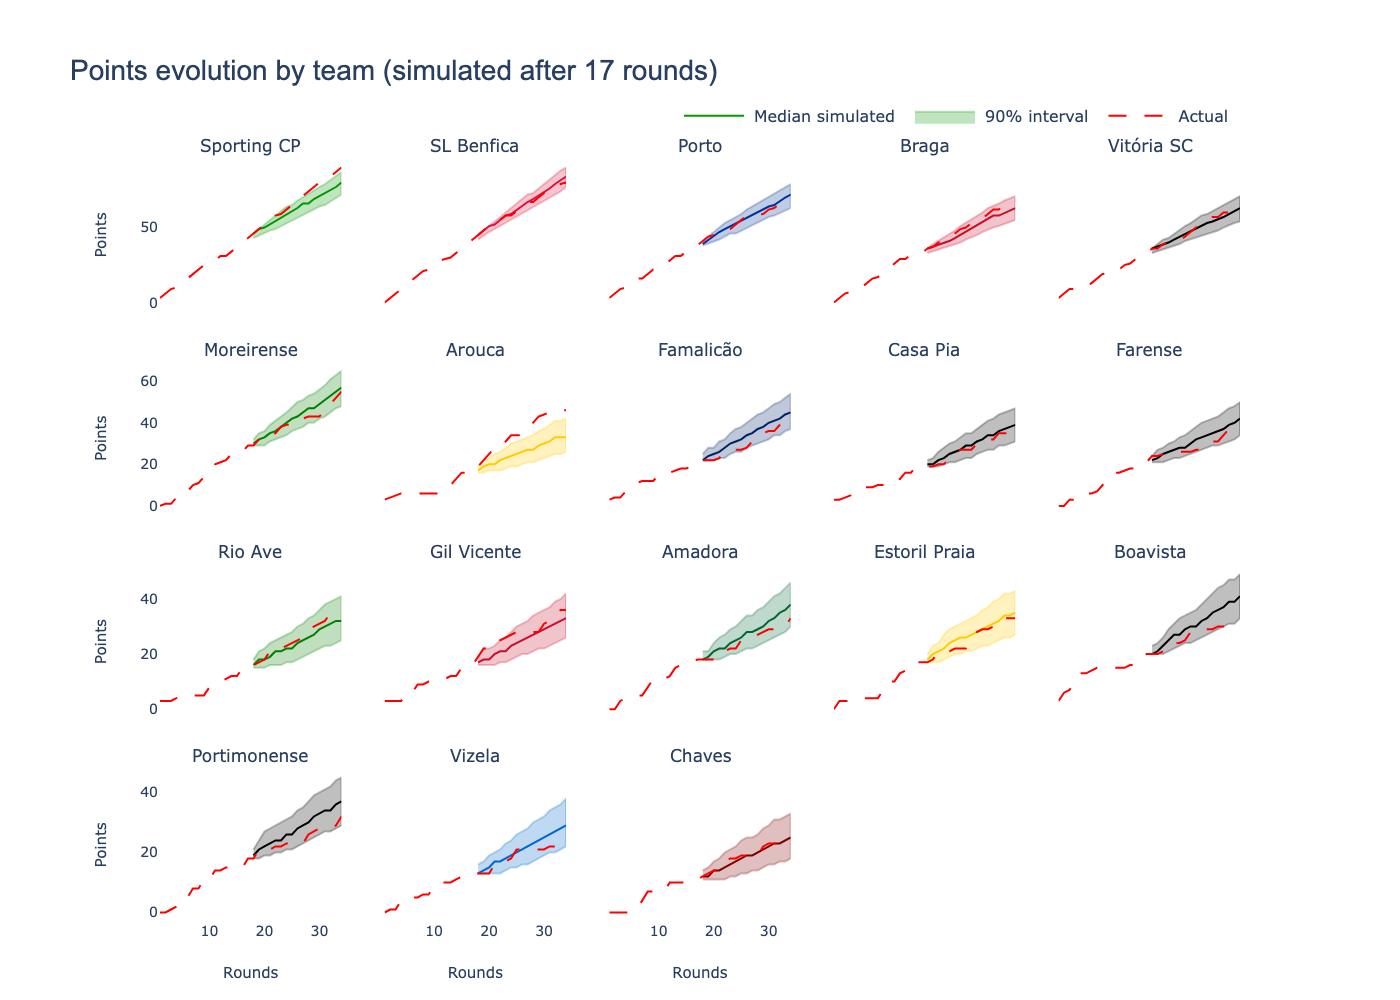 Points evolution by team (simulated after 17 rounds)
Median simulated 90% interval Actual
Sporting CP SL Benfica Porto Braga Vitória SC
Points
50
0
Moreirense Arouca Famalicão Casa Pia Farense
Points
60
40
20
0
Rio Ave Gil Vicente Amadora Estoril Praia Boavista
Points
40
20
0
Portimonense Vizela Chaves
Points
40
20
0
10 20 30 10 20 30 10 20 30
Rounds Rounds Rounds